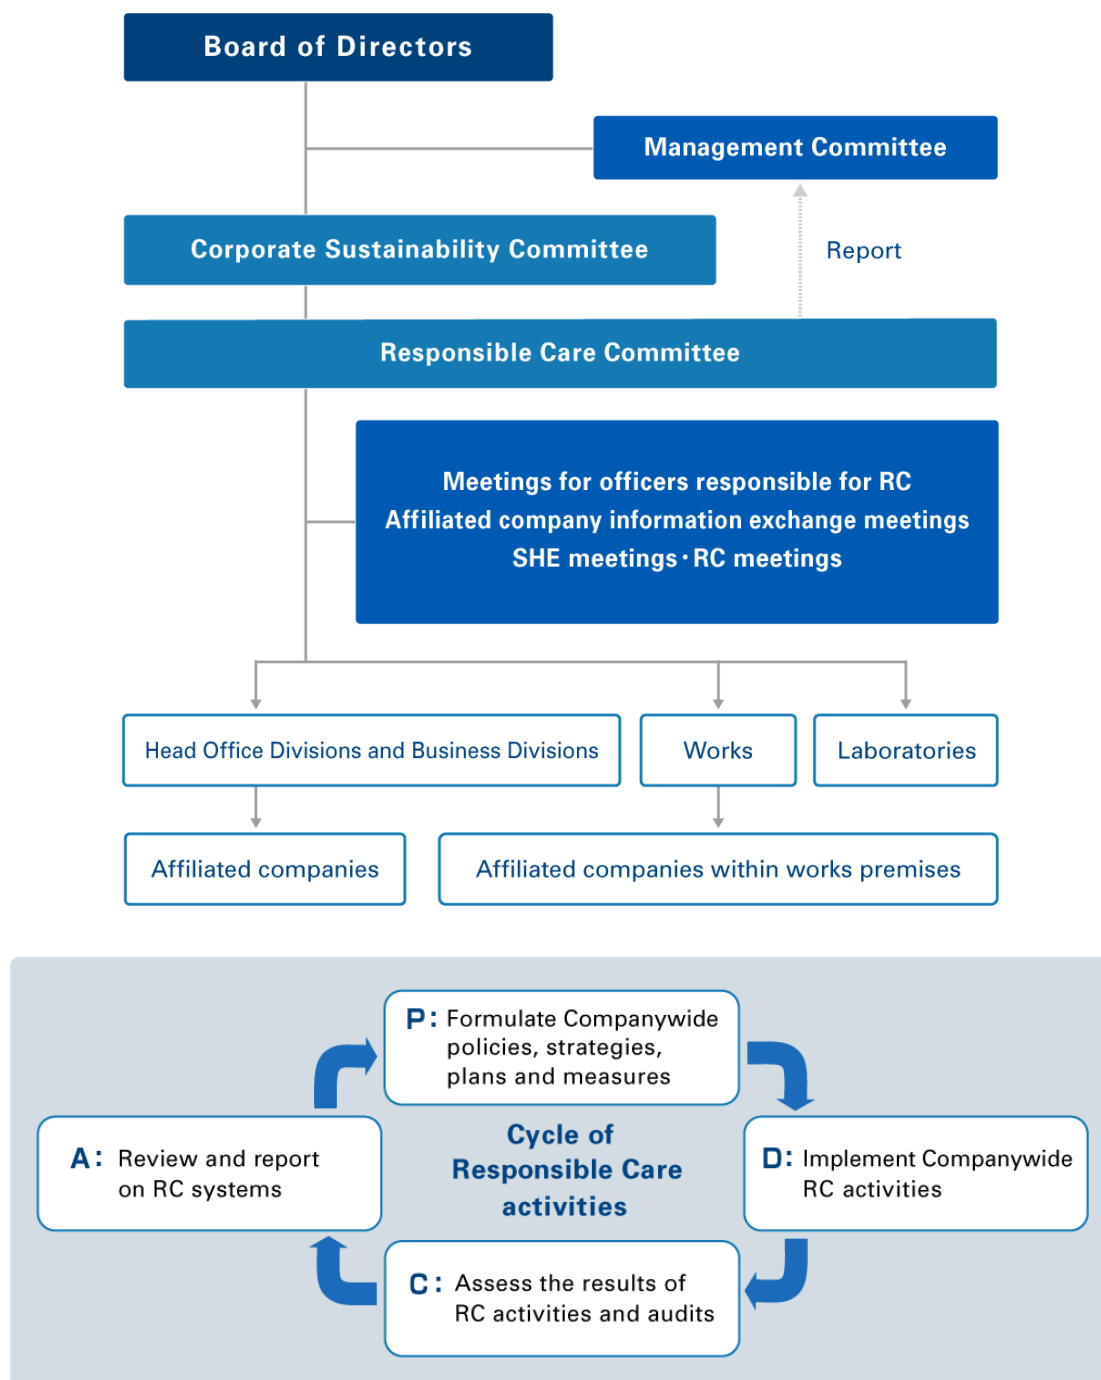 Board of Directors
Management Committee
Corporate Sustainability Committee
Report
Responsible Care Committee
Meetings for officers responsible for RC
Affiliated company information exchange meetings
SHE meetings・RC meetings
Head Office Divisions and Business Divisions
Works
Laboratories
Affiliated companies
Affiliated companies within works premises
P: Formulate Companywide
policies, strategies,
plans and measures
Cycle of
Responsible Care
activities
A: Review and report
on RC systems
D: Implement Companywide
RC activities
C: Assess the results of
RC activities and audits